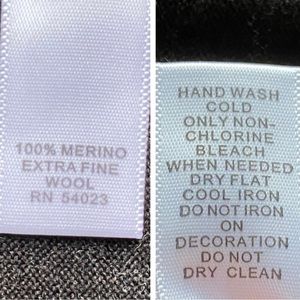 100% MERINO
EXTRA FINE
WOOL
RN 54023
HAND WASH
COLD
ONLY NON-
CHLORINE
BLEACH
WHEN NEEDED
DRY FLAT
COOL IRON
DO NOT IRON
ON
DECORATION
DO NOT
DRY CLEAN